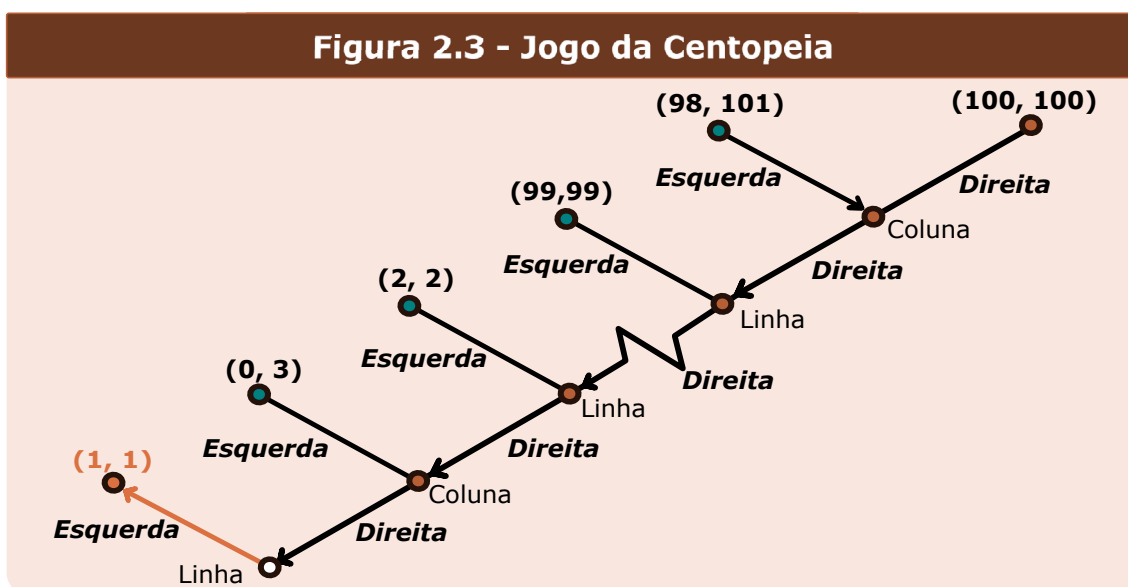 Figura 2.3 - Jogo da Centopeia
(98, 101)
(100, 100)
Esquerda
Direita
(99,99)
Coluna
Esquerda
Direita
(2, 2)
Linha
Esquerda
Direita
(0, 3)
Linha
Esquerda
Direita
(1, 1)
Coluna
Esquerda
Direita
Linha